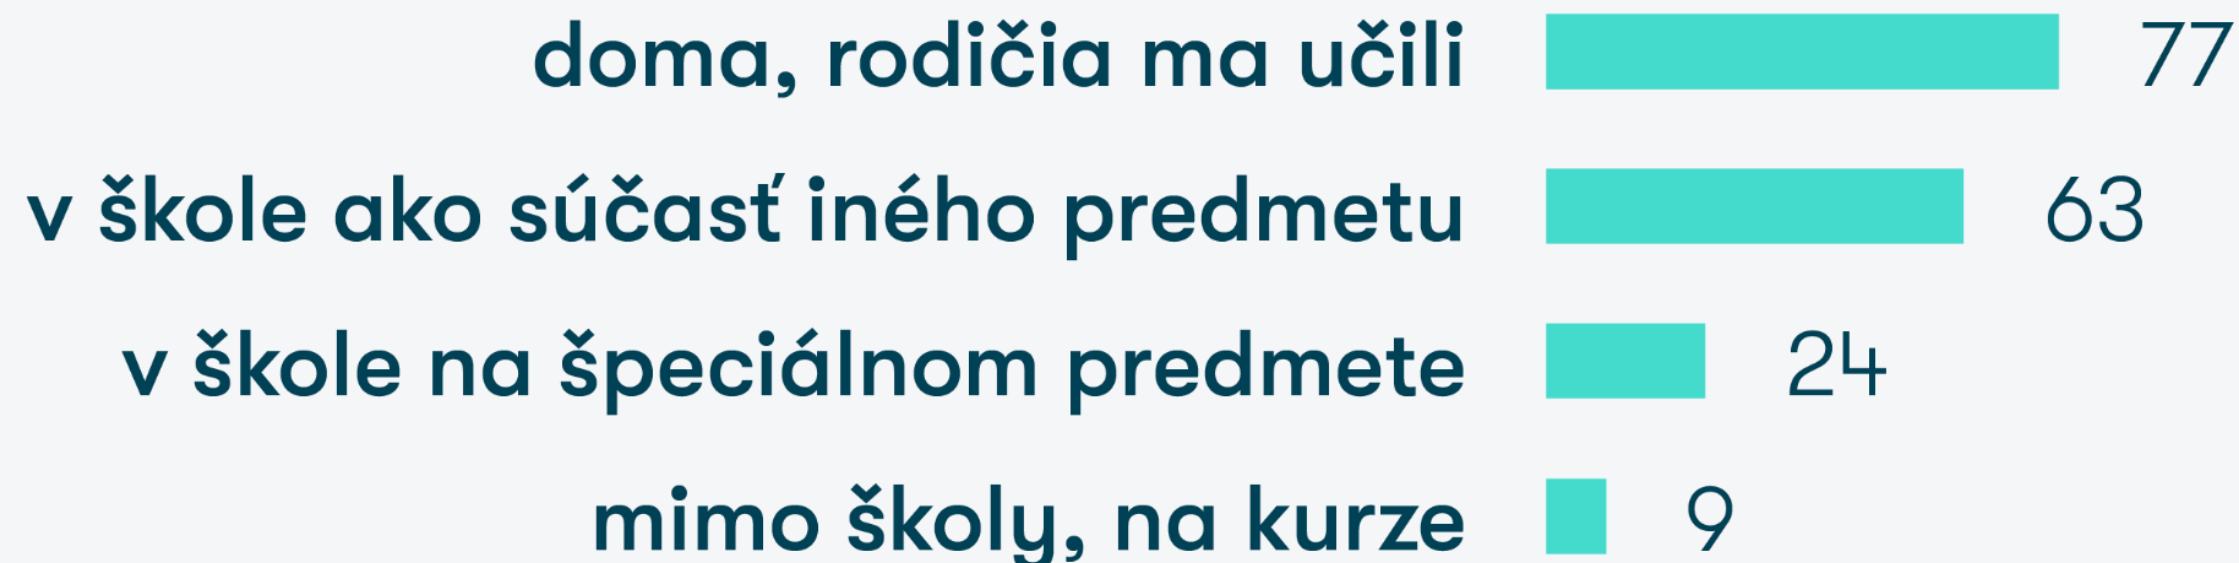 doma, rodičia ma učili 77
v škole ako súčasť iného predmetu 63
v škole na špeciálnom predmete 24
mimo školy, na kurze 9